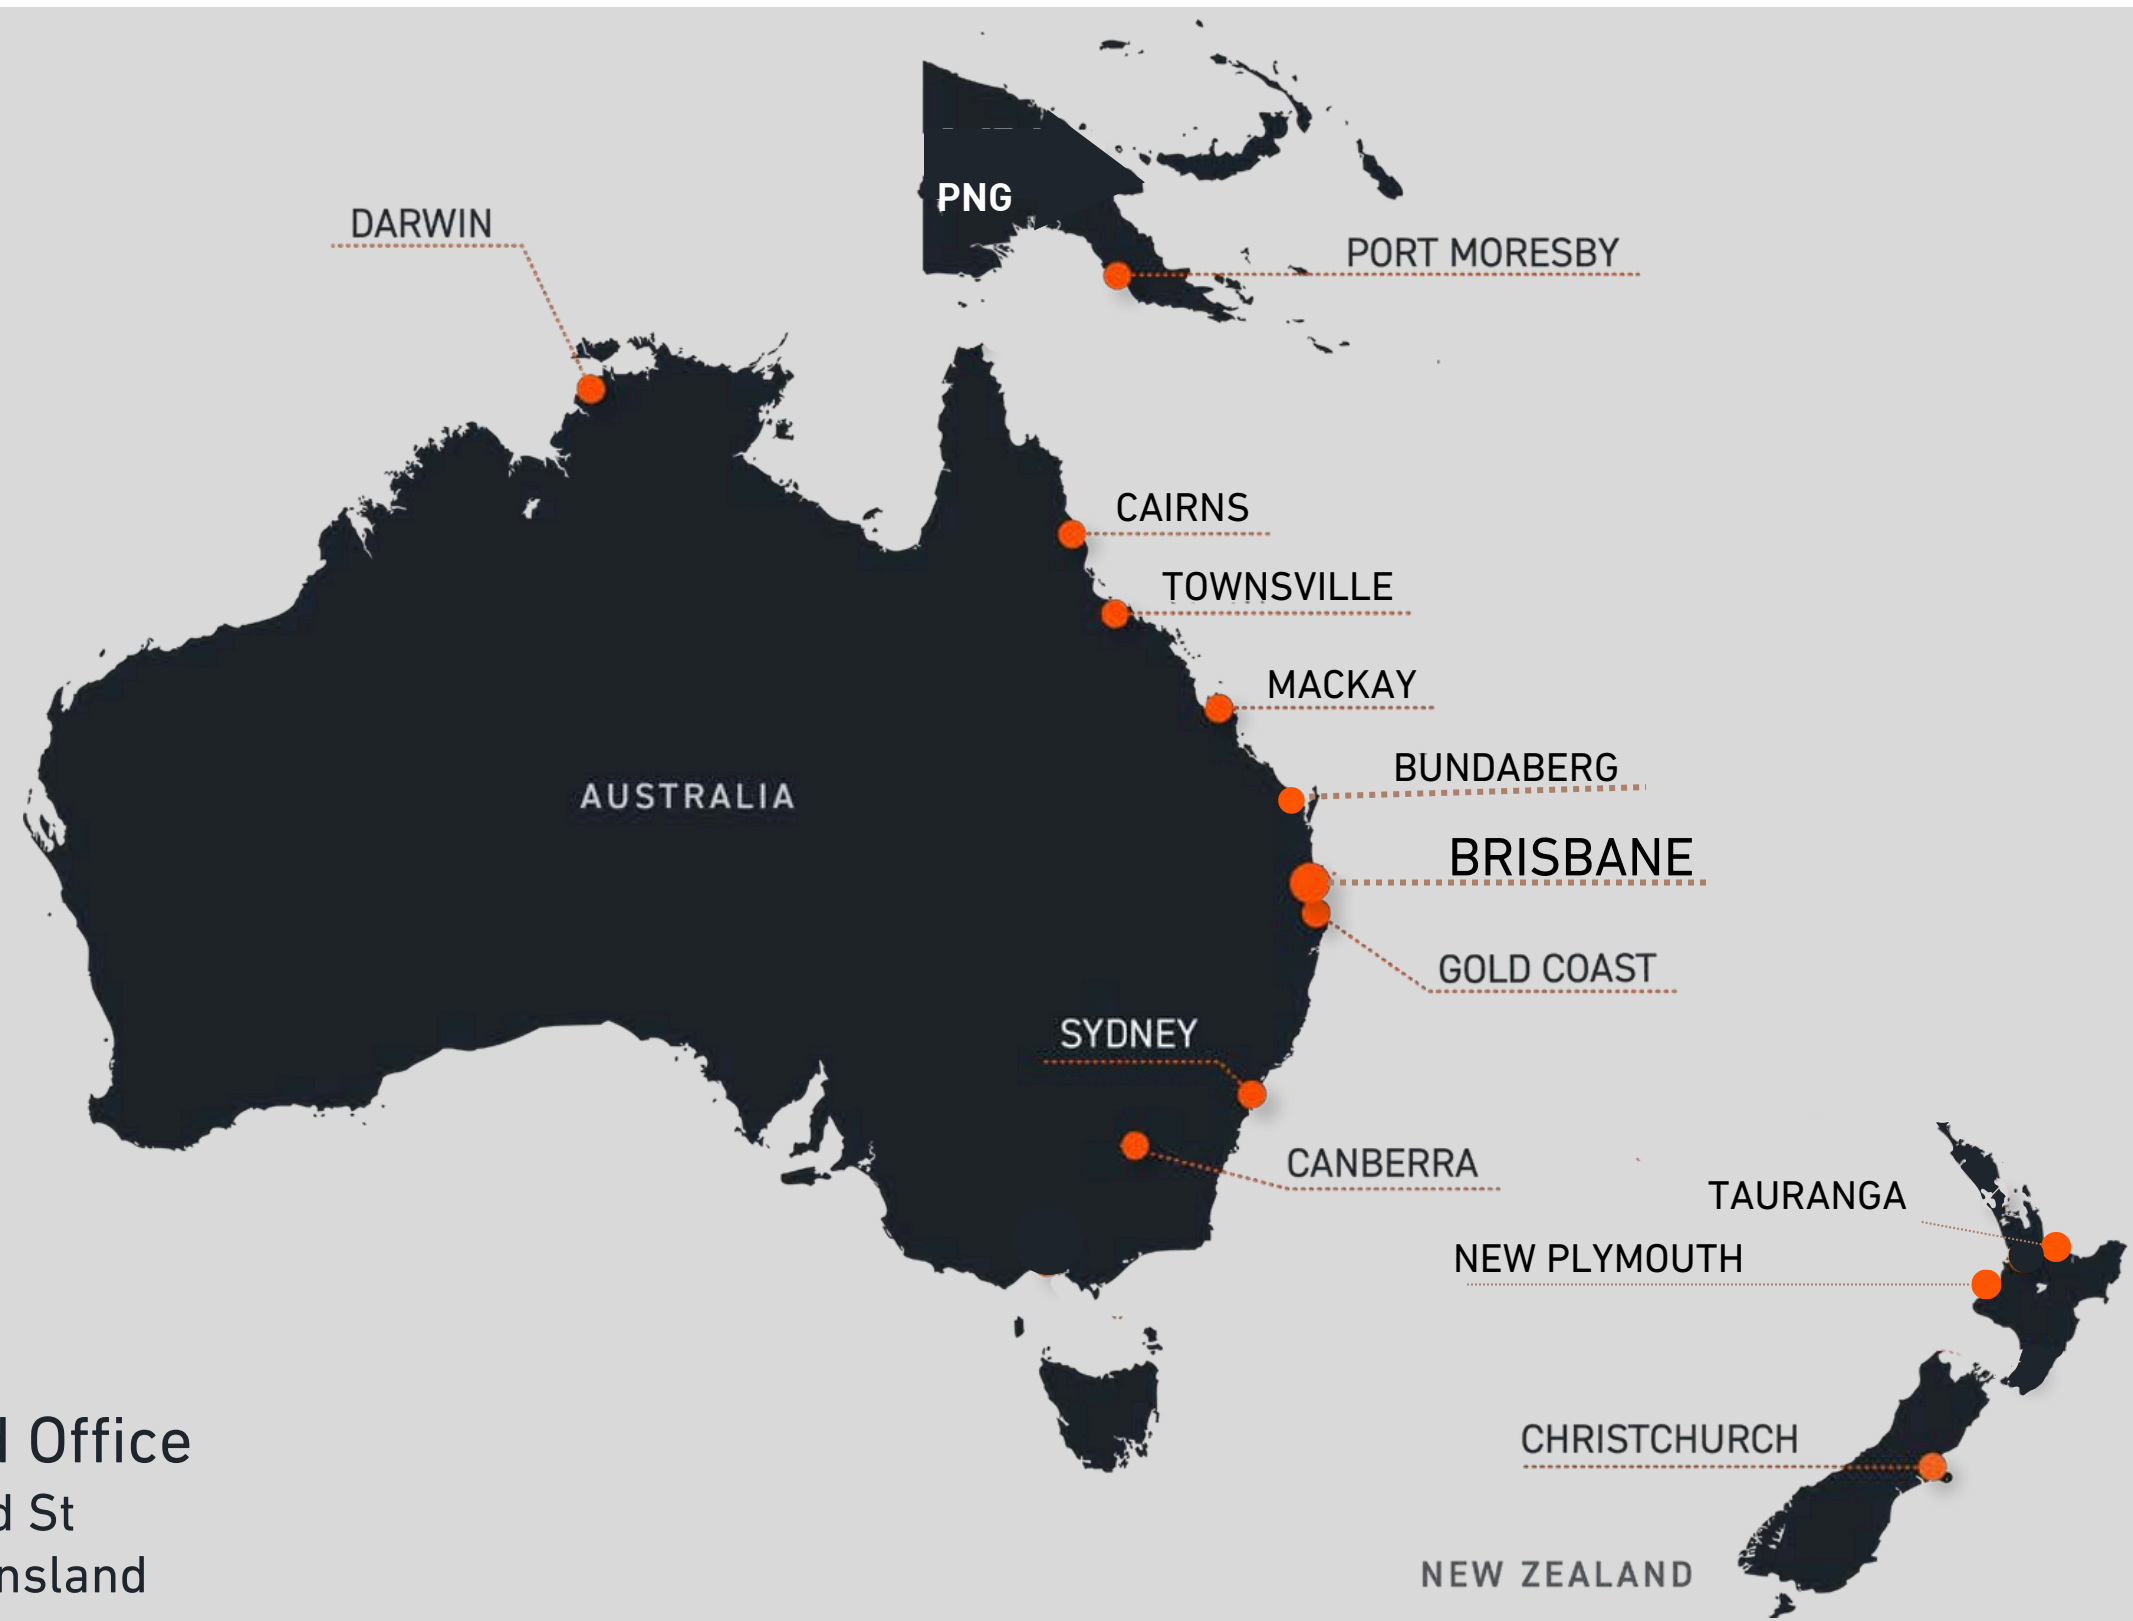 PNG
DARWIN
PORT MORESBY
CAIRNS
TOWNSVILLE
MACKAY
BUNDABERG
AUSTRALIA
BRISBANE
GOLD COAST
SYDNEY
CANBERRA
TAURANGA
NEW PLYMOUTH
CHRISTCHURCH
Office
St
NEW ZEALAND